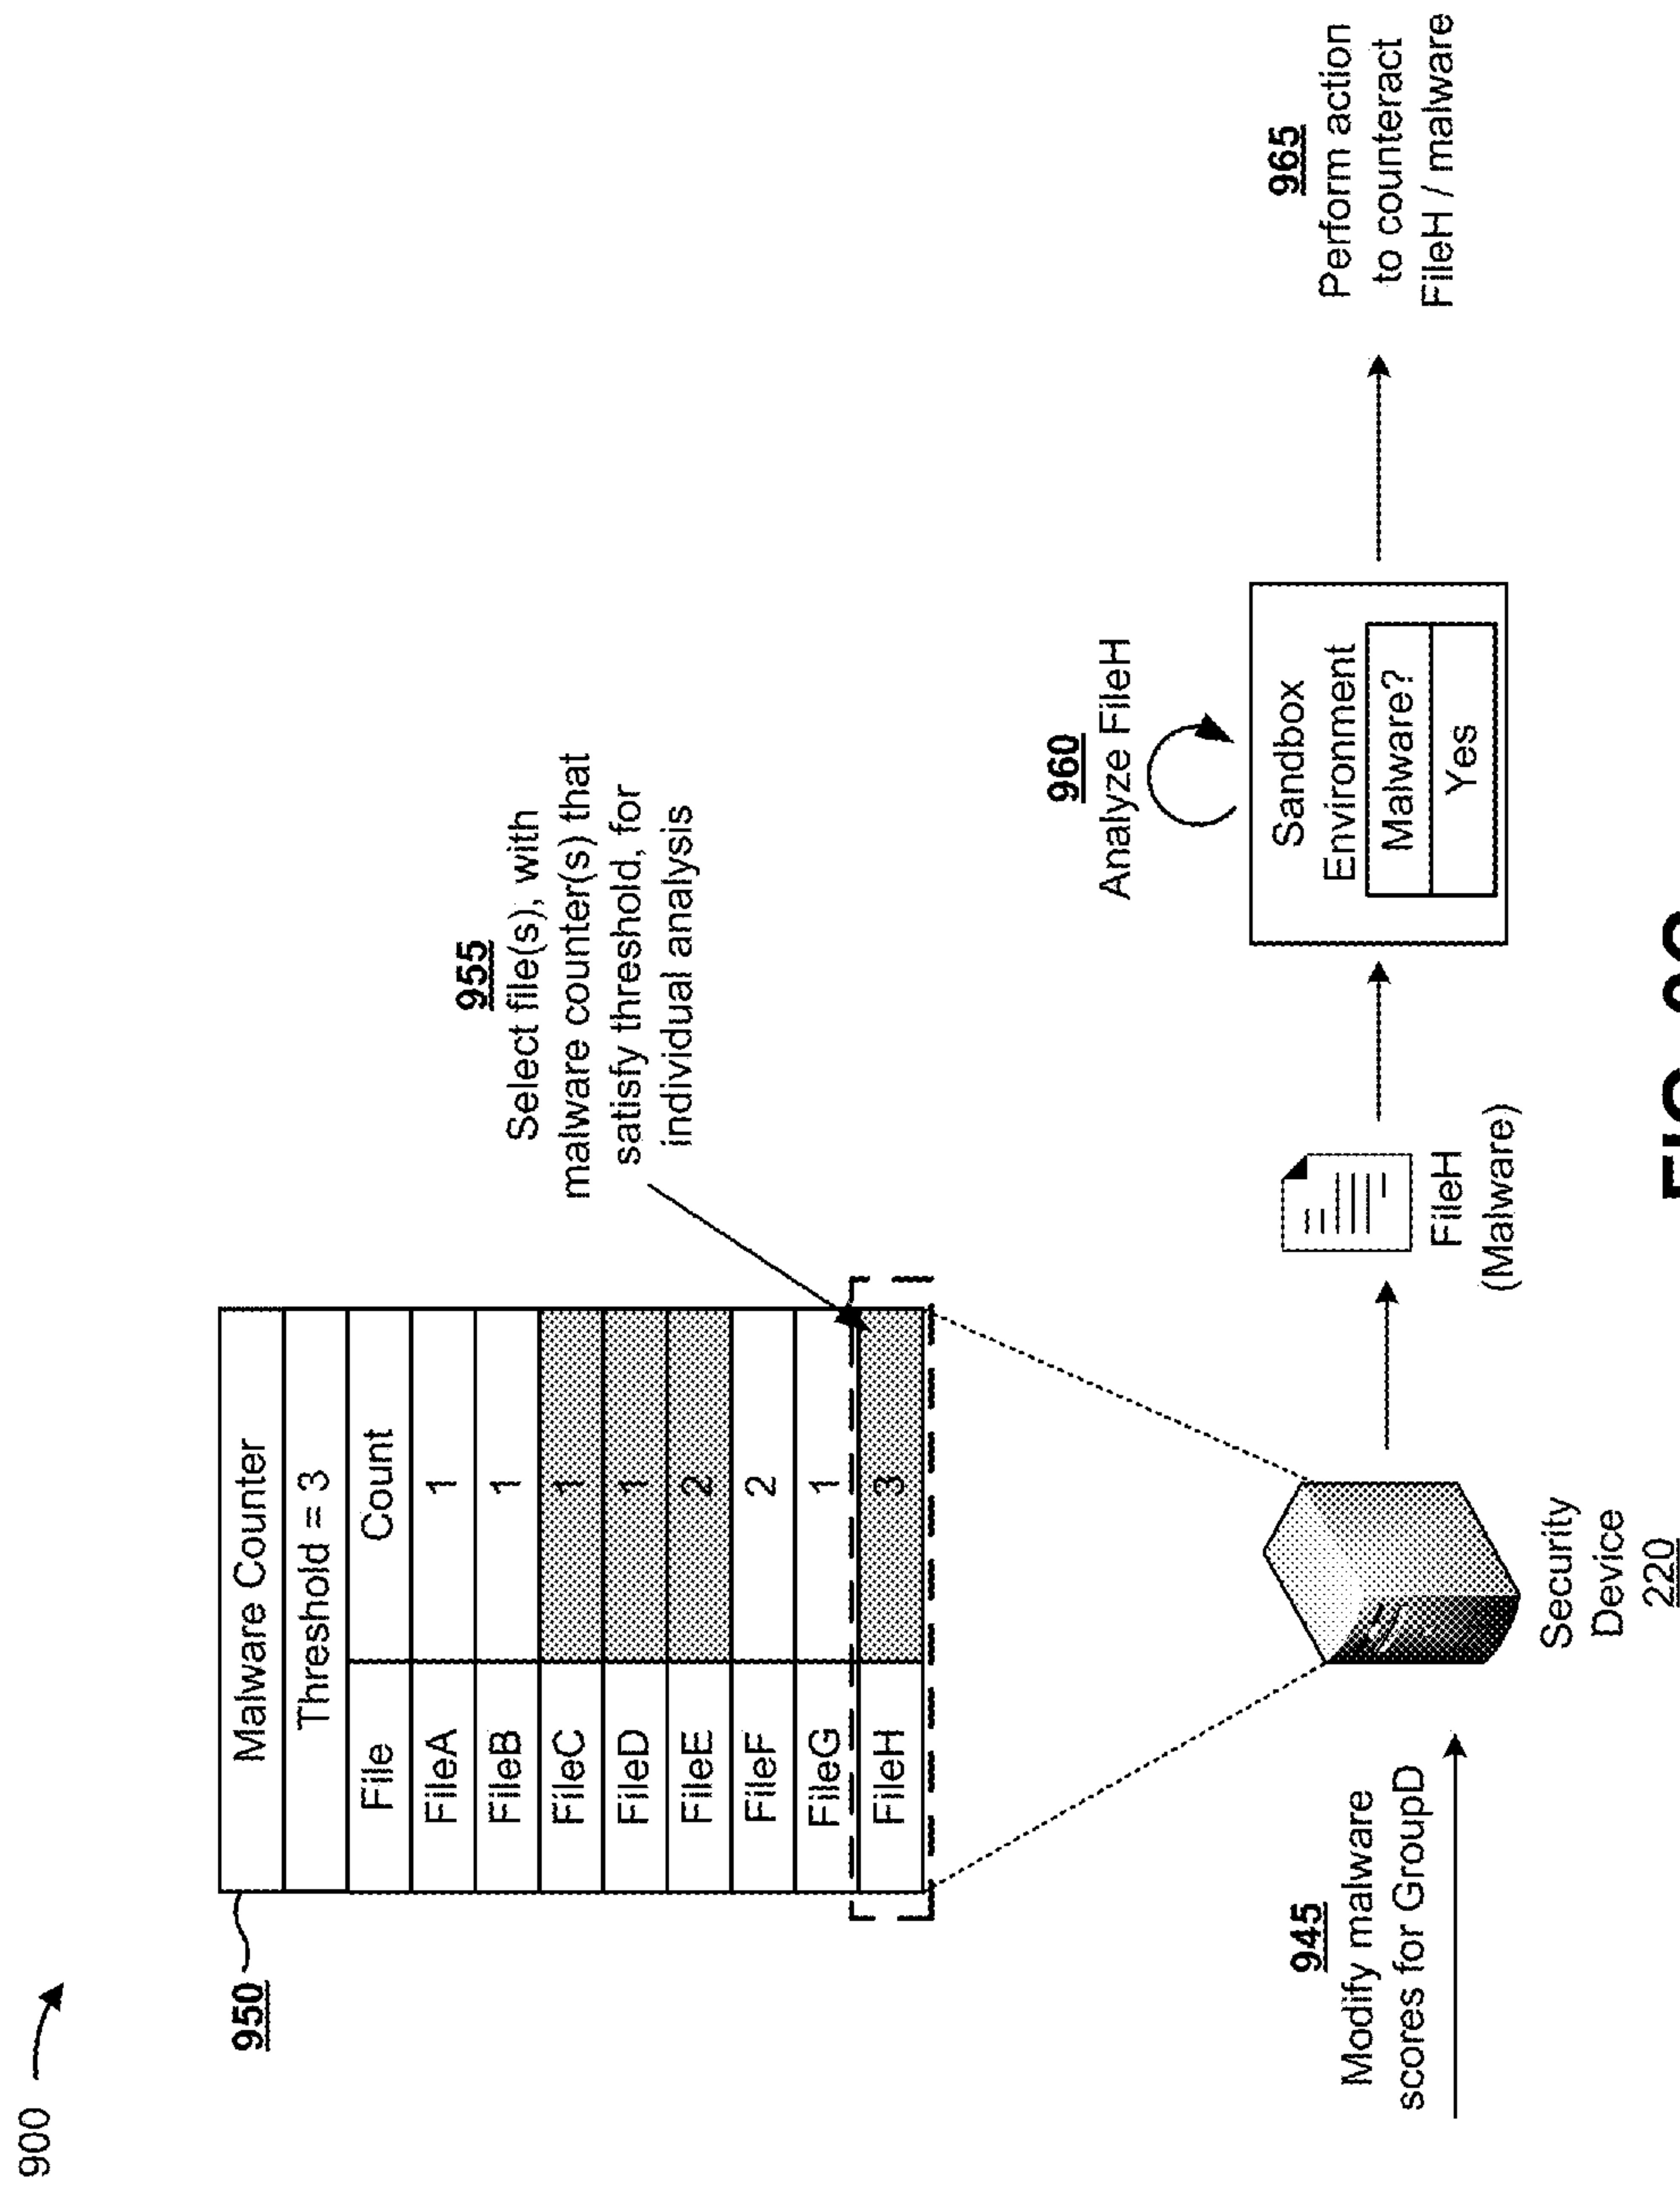 900
950
Malware Counter
Threshold = 3
File Count
FileA 1
FileB 1
FileC 1
FileD 1
FileE 2
FileF 2
FileG 1
FileH 3
955
Select file(s), with
malware counter(s) that
satisfy threshold, for
individual analysis
945
Modify malware
scores for GroupD
Security
Device
220
FileH
(Malware)
960
Analyze FileH
Sandbox
Environment
Malware?
Yes
965
Perform action
to counteract
FileH / malware